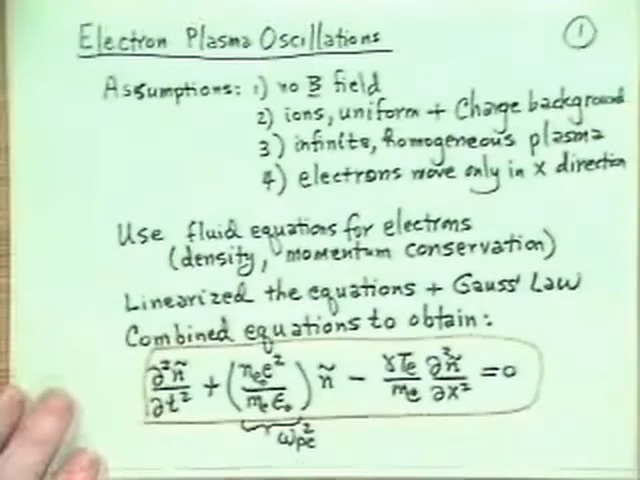 Electron Plasma Oscillations
①
Assumptions: 1) no B field
2) ions, uniform + Charge background
3) infinite, homogeneous plasma
4) electrons move only in x direction
Use fluid equations for electrons
(density, momentum conservation)
Linearized the equations + Gauss' Law
Combined equations to obtain:
∂²ñ/∂t² + (n₀e²/mₑϵ₀) ñ − γTₑ/mₑ ∂²ñ/∂x² = 0
ωpe²